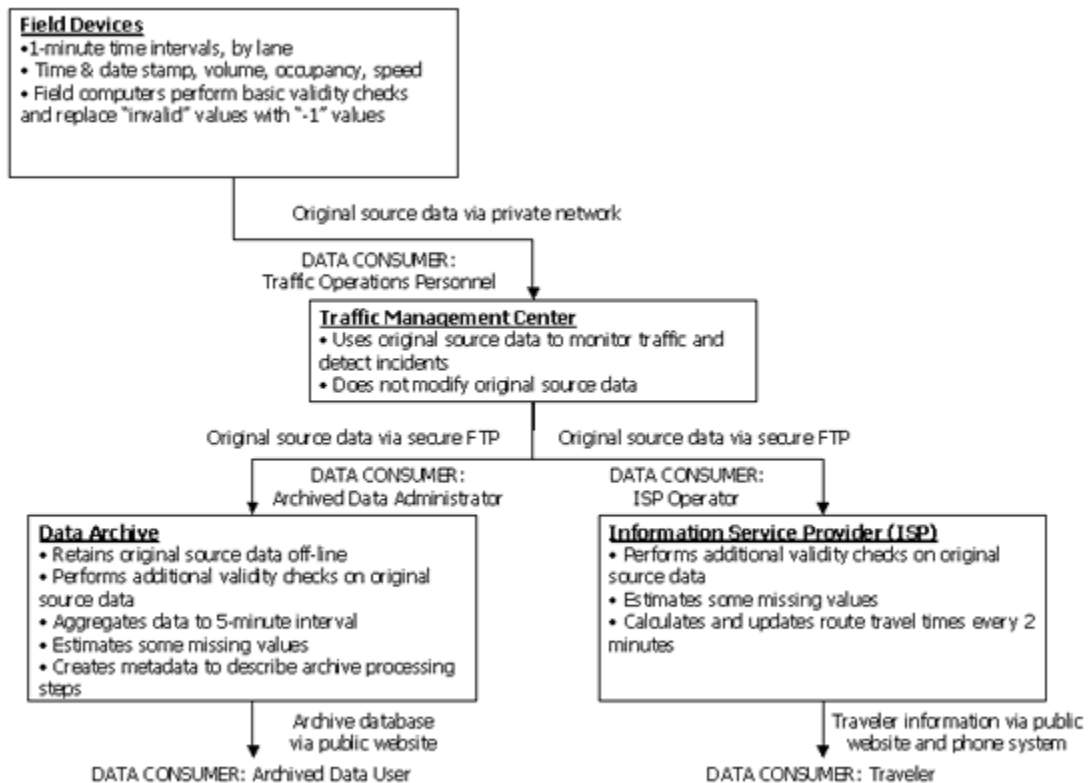 Field Devices
•1-minute time intervals, by lane
• Time & date stamp, volume, occupancy, speed
• Field computers perform basic validity checks
and replace "invalid" values with "-1" values
Original source data via private network
DATA CONSUMER:
Traffic Operations Personnel
Traffic Management Center
• Uses original source data to monitor traffic and
detect incidents
• Does not modify original source data
Original source data via secure FTP
Original source data via secure FTP
DATA CONSUMER:
Archived Data Administrator
DATA CONSUMER:
ISP Operator
Data Archive
• Retains original source data off-line
• Performs additional validity checks on original
source data
• Aggregates data to 5-minute interval
• Estimates some missing values
• Creates metadata to describe archive processing
steps
Information Service Provider (ISP)
• Performs additional validity checks on original
source data
• Estimates some missing values
• Calculates and updates route travel times every 2
minutes
Archive database
via public website
Traveler information via public
website and phone system
DATA CONSUMER: Archived Data User
DATA CONSUMER: Traveler